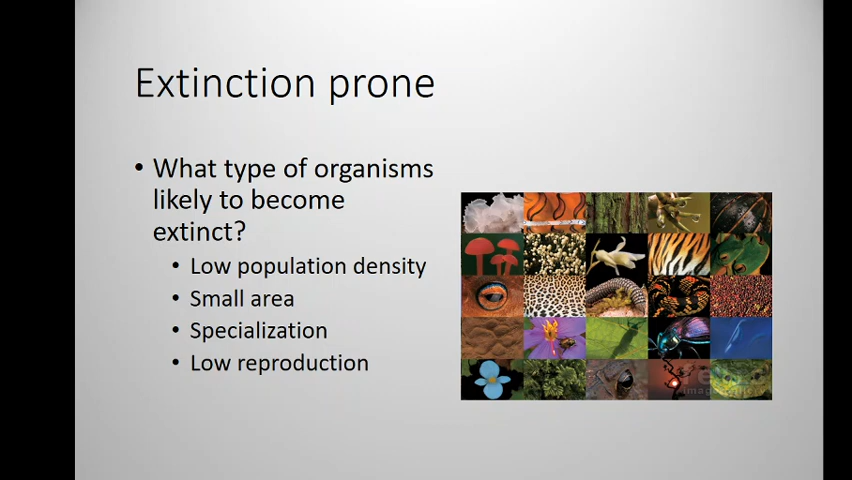 Extinction prone
• What type of organisms
likely to become
extinct?
• Low population density
• Small area
• Specialization
• Low reproduction